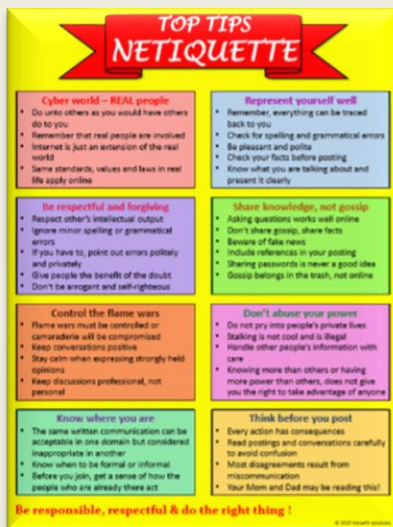 TOP TIPS
NETIQUETTE
Cyber world – REAL people
• Do unto others as you would have others
do to you
• Remember that real people are involved
• Internet is just an extension of the real
world
• Same standards, values and laws in real
life apply online
Represent yourself well
• Remember, everything can be traced
back to you
• Check for spelling and grammatical errors
• Be pleasant and polite
• Check your facts before posting
• Know what you are talking about and
present it clearly
Be respectful and forgiving
• Respect other's intellectual output
• Ignore minor spelling or grammatical
errors
• If you have to, point out errors politely
and privately
• Give people the benefit of the doubt
• Don't be arrogant and self-righteous
Share knowledge, not gossip
• Asking questions works well online
• Don't share gossip, share facts
• Beware of fake news
• Include references in your posting
• Sharing passwords is never a good idea
• Gossip belongs in the trash, not online
Control the flame wars
• Flame wars must be controlled or
camaraderie will be compromised
• Keep conversations positive
• Stay calm when expressing strongly held
opinions
• Keep discussions professional, not
personal
Don't abuse your power
• Do not pry into people's private lives
• Stalking is not cool and is illegal
• Handle other people's information with
care
• Knowing more than others or having
more power than others, does not give
you the right to take advantage of anyone
Know where you are
• The same written communication can be
acceptable in one domain but considered
inappropriate in another
• Know when to be formal or informal
• Before you join, get a sense of how the
people who are already there act
Think before you post
• Every action has consequences
• Read postings and conversations carefully
to avoid confusion
• Most disagreements result from
miscommunication
• Your Mom and Dad may be reading this!
Be responsible, respectful & do the right thing !